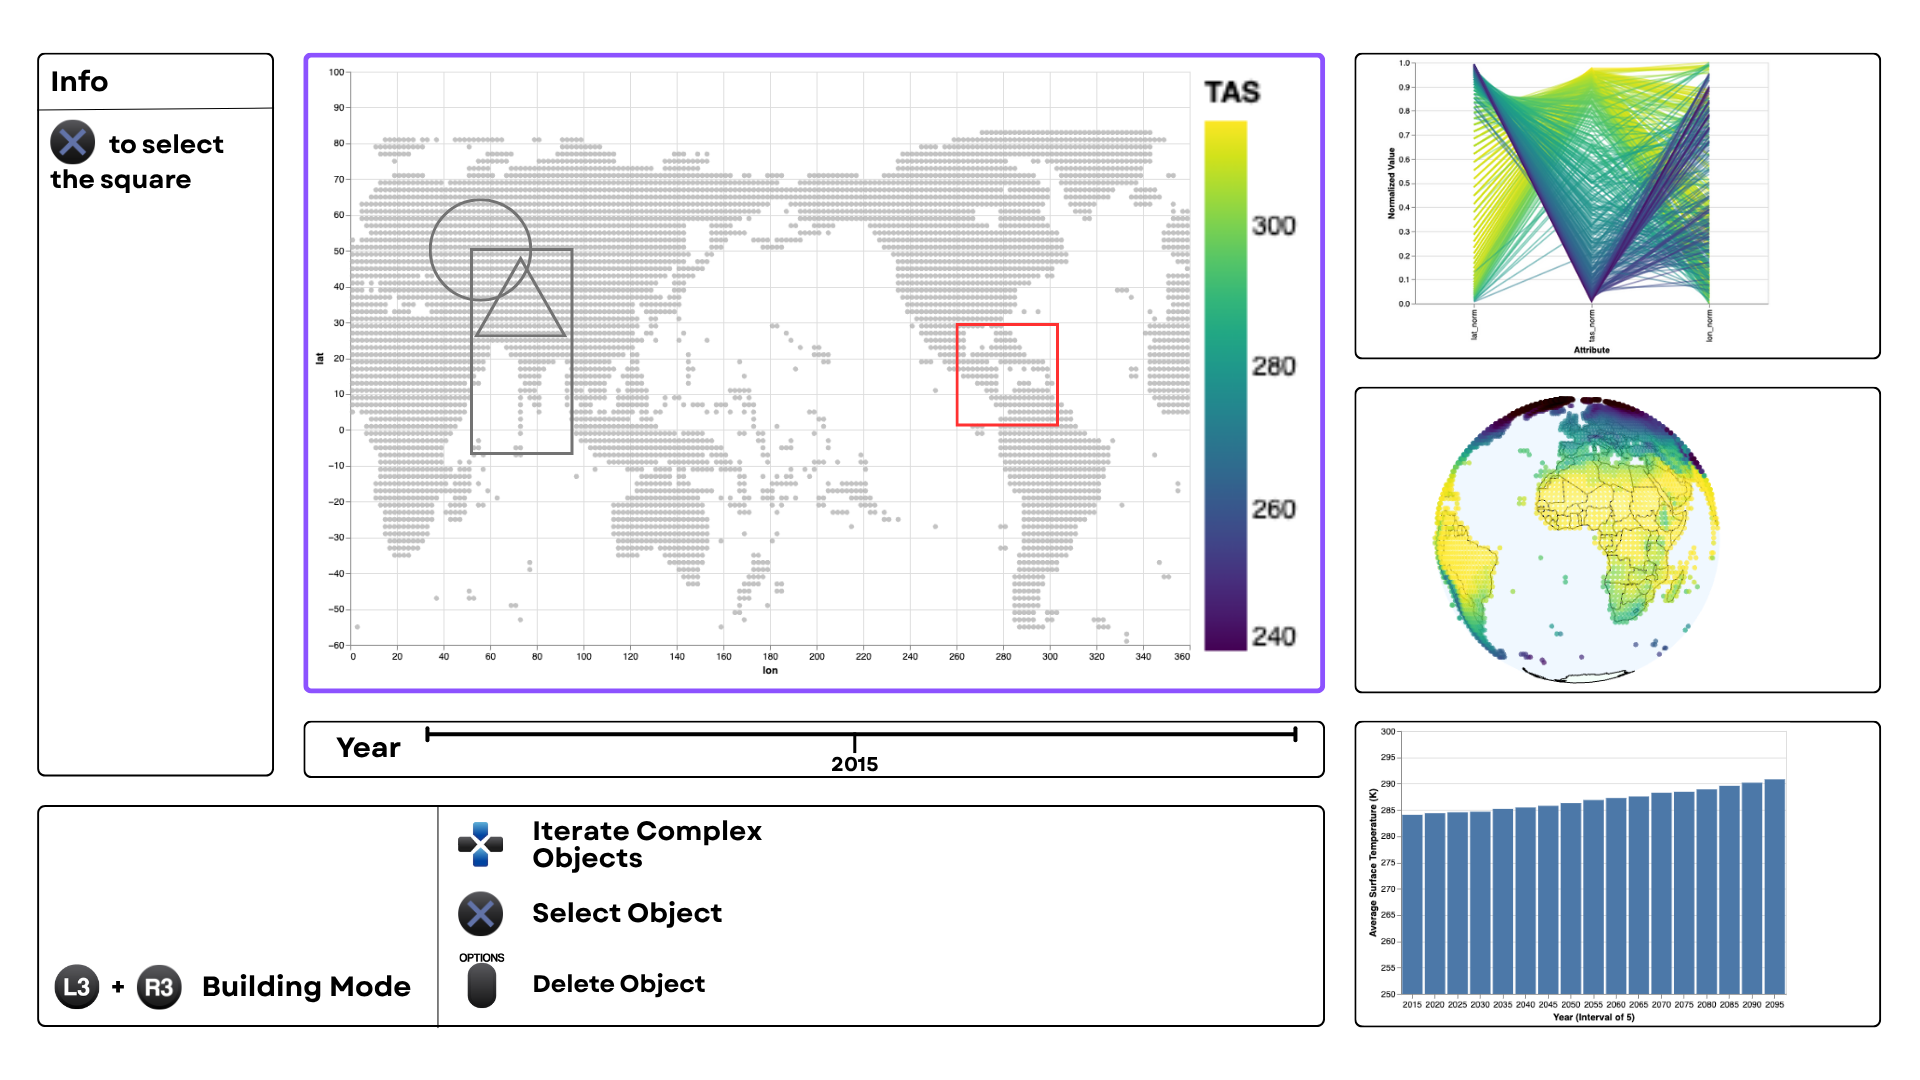 Info
to select
the square
100
90
80
70
60
50
40
30
20
10
0
−10
−20
−30
−40
−50
−60
lat
0 20 40 60 80 100 120 140 160 180 200 220 240 260 280 300 320 340 360
lon
TAS
300
280
260
240
1.0
0.9
0.8
0.7
0.6
0.5
0.4
0.3
0.2
0.1
0.0
Normalized Value
lat_norm
tas_norm
lon_norm
Attribute
Year
2015
300
295
290
285
280
275
270
265
260
255
250
Average Surface Temperature (K)
2015 2020 2025 2030 2035 2040 2045 2050 2055 2060 2065 2070 2075 2080 2085 2090 2095
Year (Interval of 5)
L3 + R3 Building Mode
Iterate Complex
Objects
Select Object
OPTIONS
Delete Object